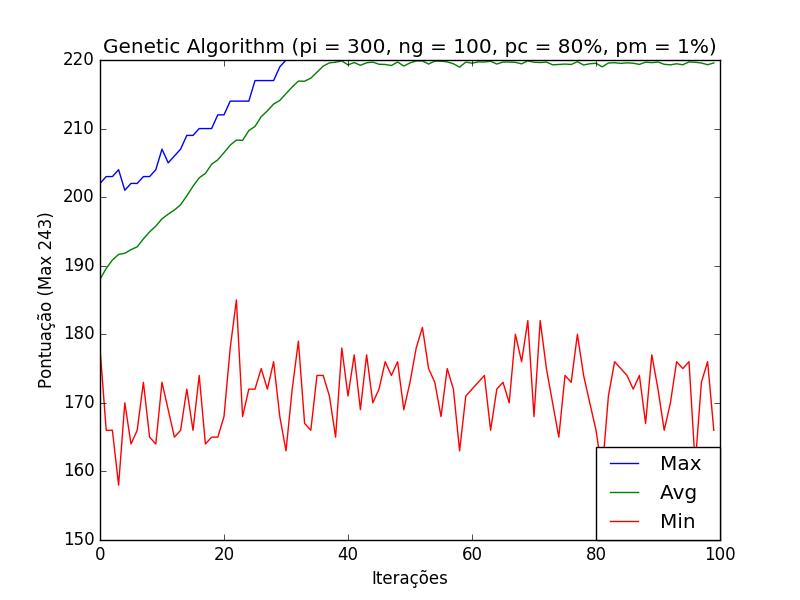 Genetic Algorithm (pi = 300, ng = 100, pc = 80%, pm = 1%)
220
210
200
190
180
170
160
150
Pontuação (Max 243)
Max
Avg
Min
0 20 40 60 80 100
Iterações